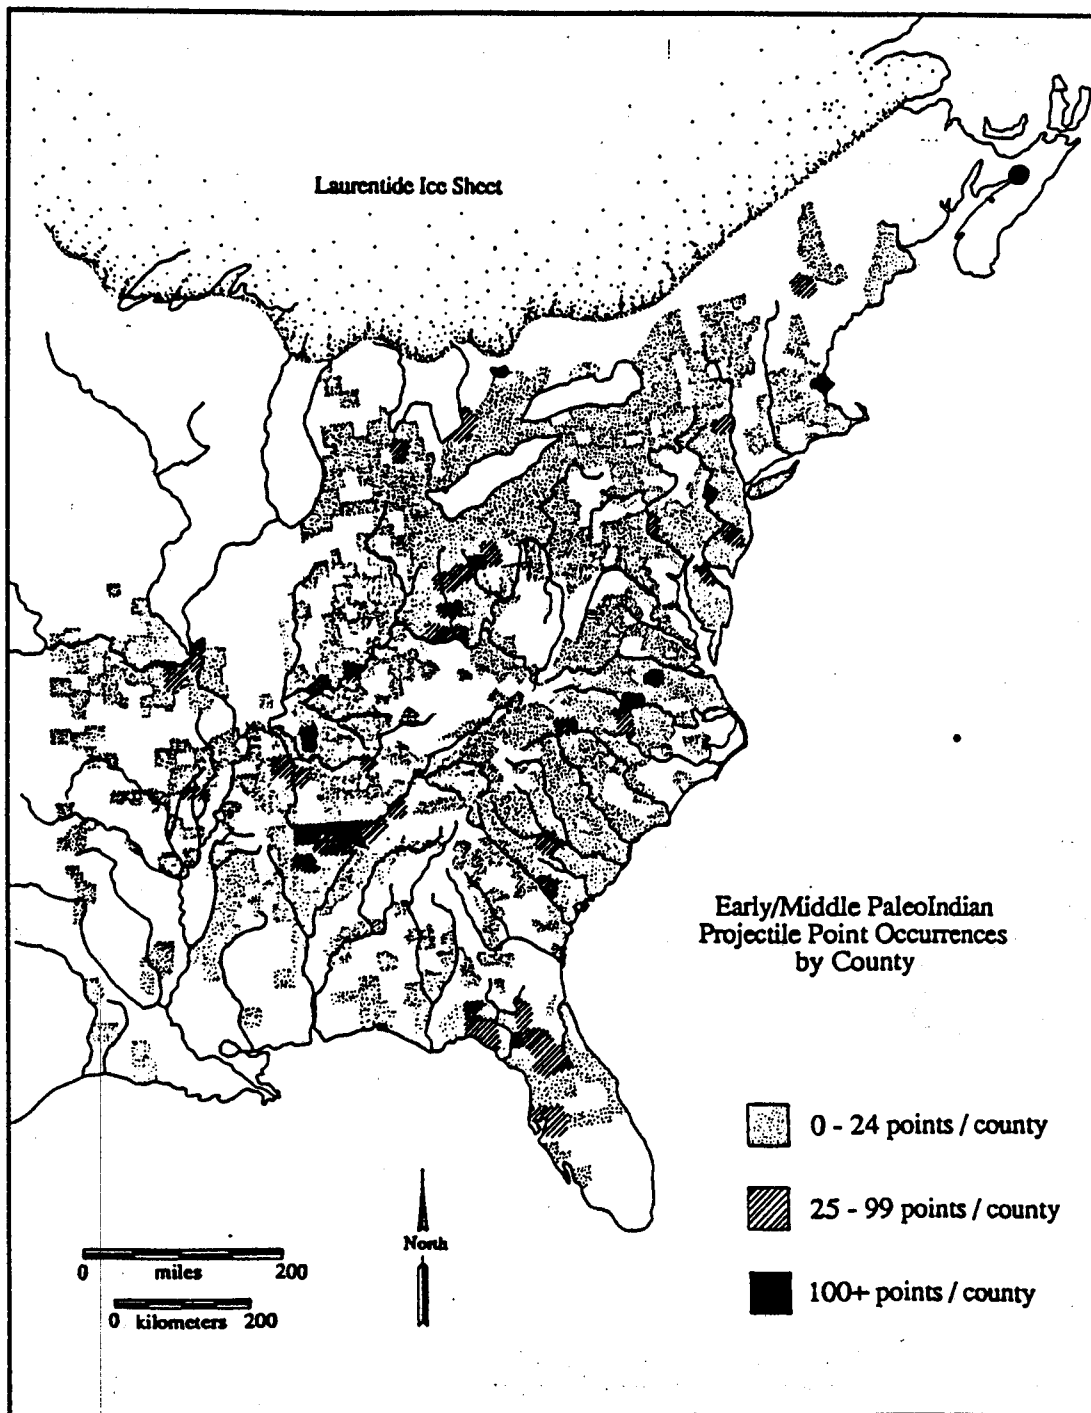 Laurentide Ice Sheet
Early/Middle PaleoIndian
Projectile Point Occurrences
by County
0 - 24 points / county
25 - 99 points / county
100+ points / county
North
0 miles 200
0 kilometers 200